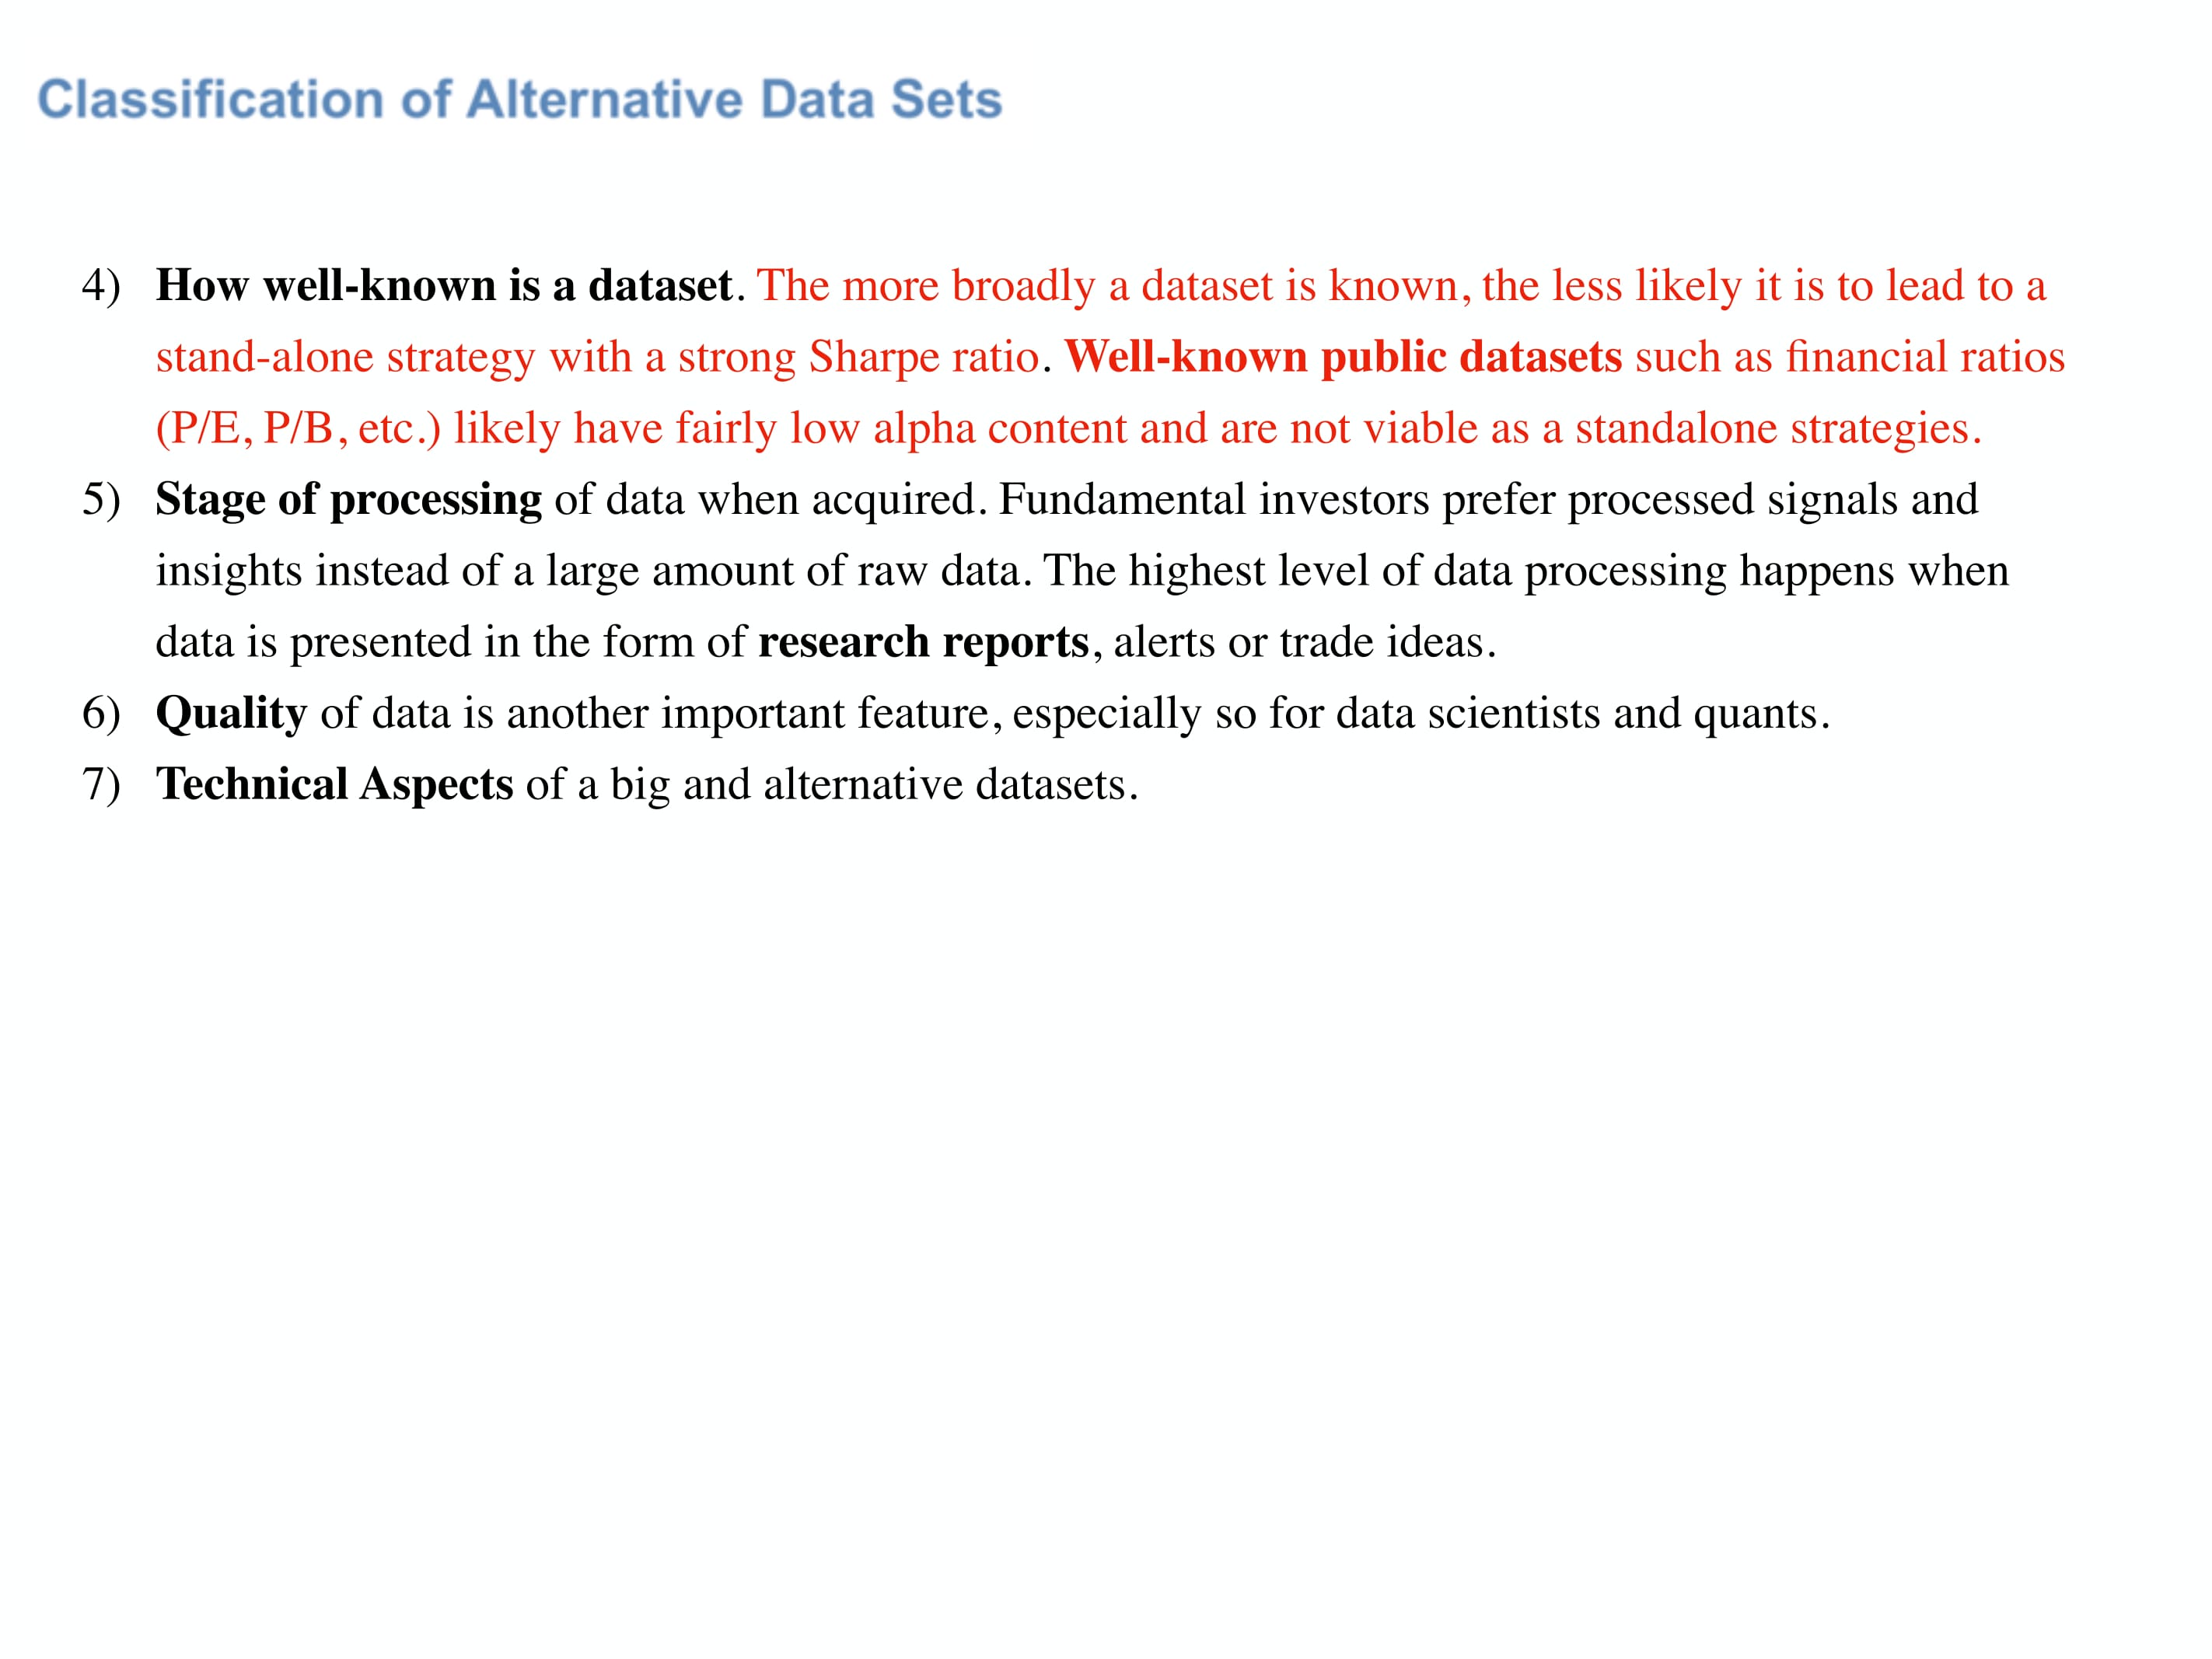 Classification of Alternative Data Sets
4) How well-known is a dataset. The more broadly a dataset is known, the less likely it is to lead to a
stand-alone strategy with a strong Sharpe ratio. Well-known public datasets such as financial ratios
(P/E, P/B, etc.) likely have fairly low alpha content and are not viable as a standalone strategies.
5) Stage of processing of data when acquired. Fundamental investors prefer processed signals and
insights instead of a large amount of raw data. The highest level of data processing happens when
data is presented in the form of research reports, alerts or trade ideas.
6) Quality of data is another important feature, especially so for data scientists and quants.
7) Technical Aspects of a big and alternative datasets.